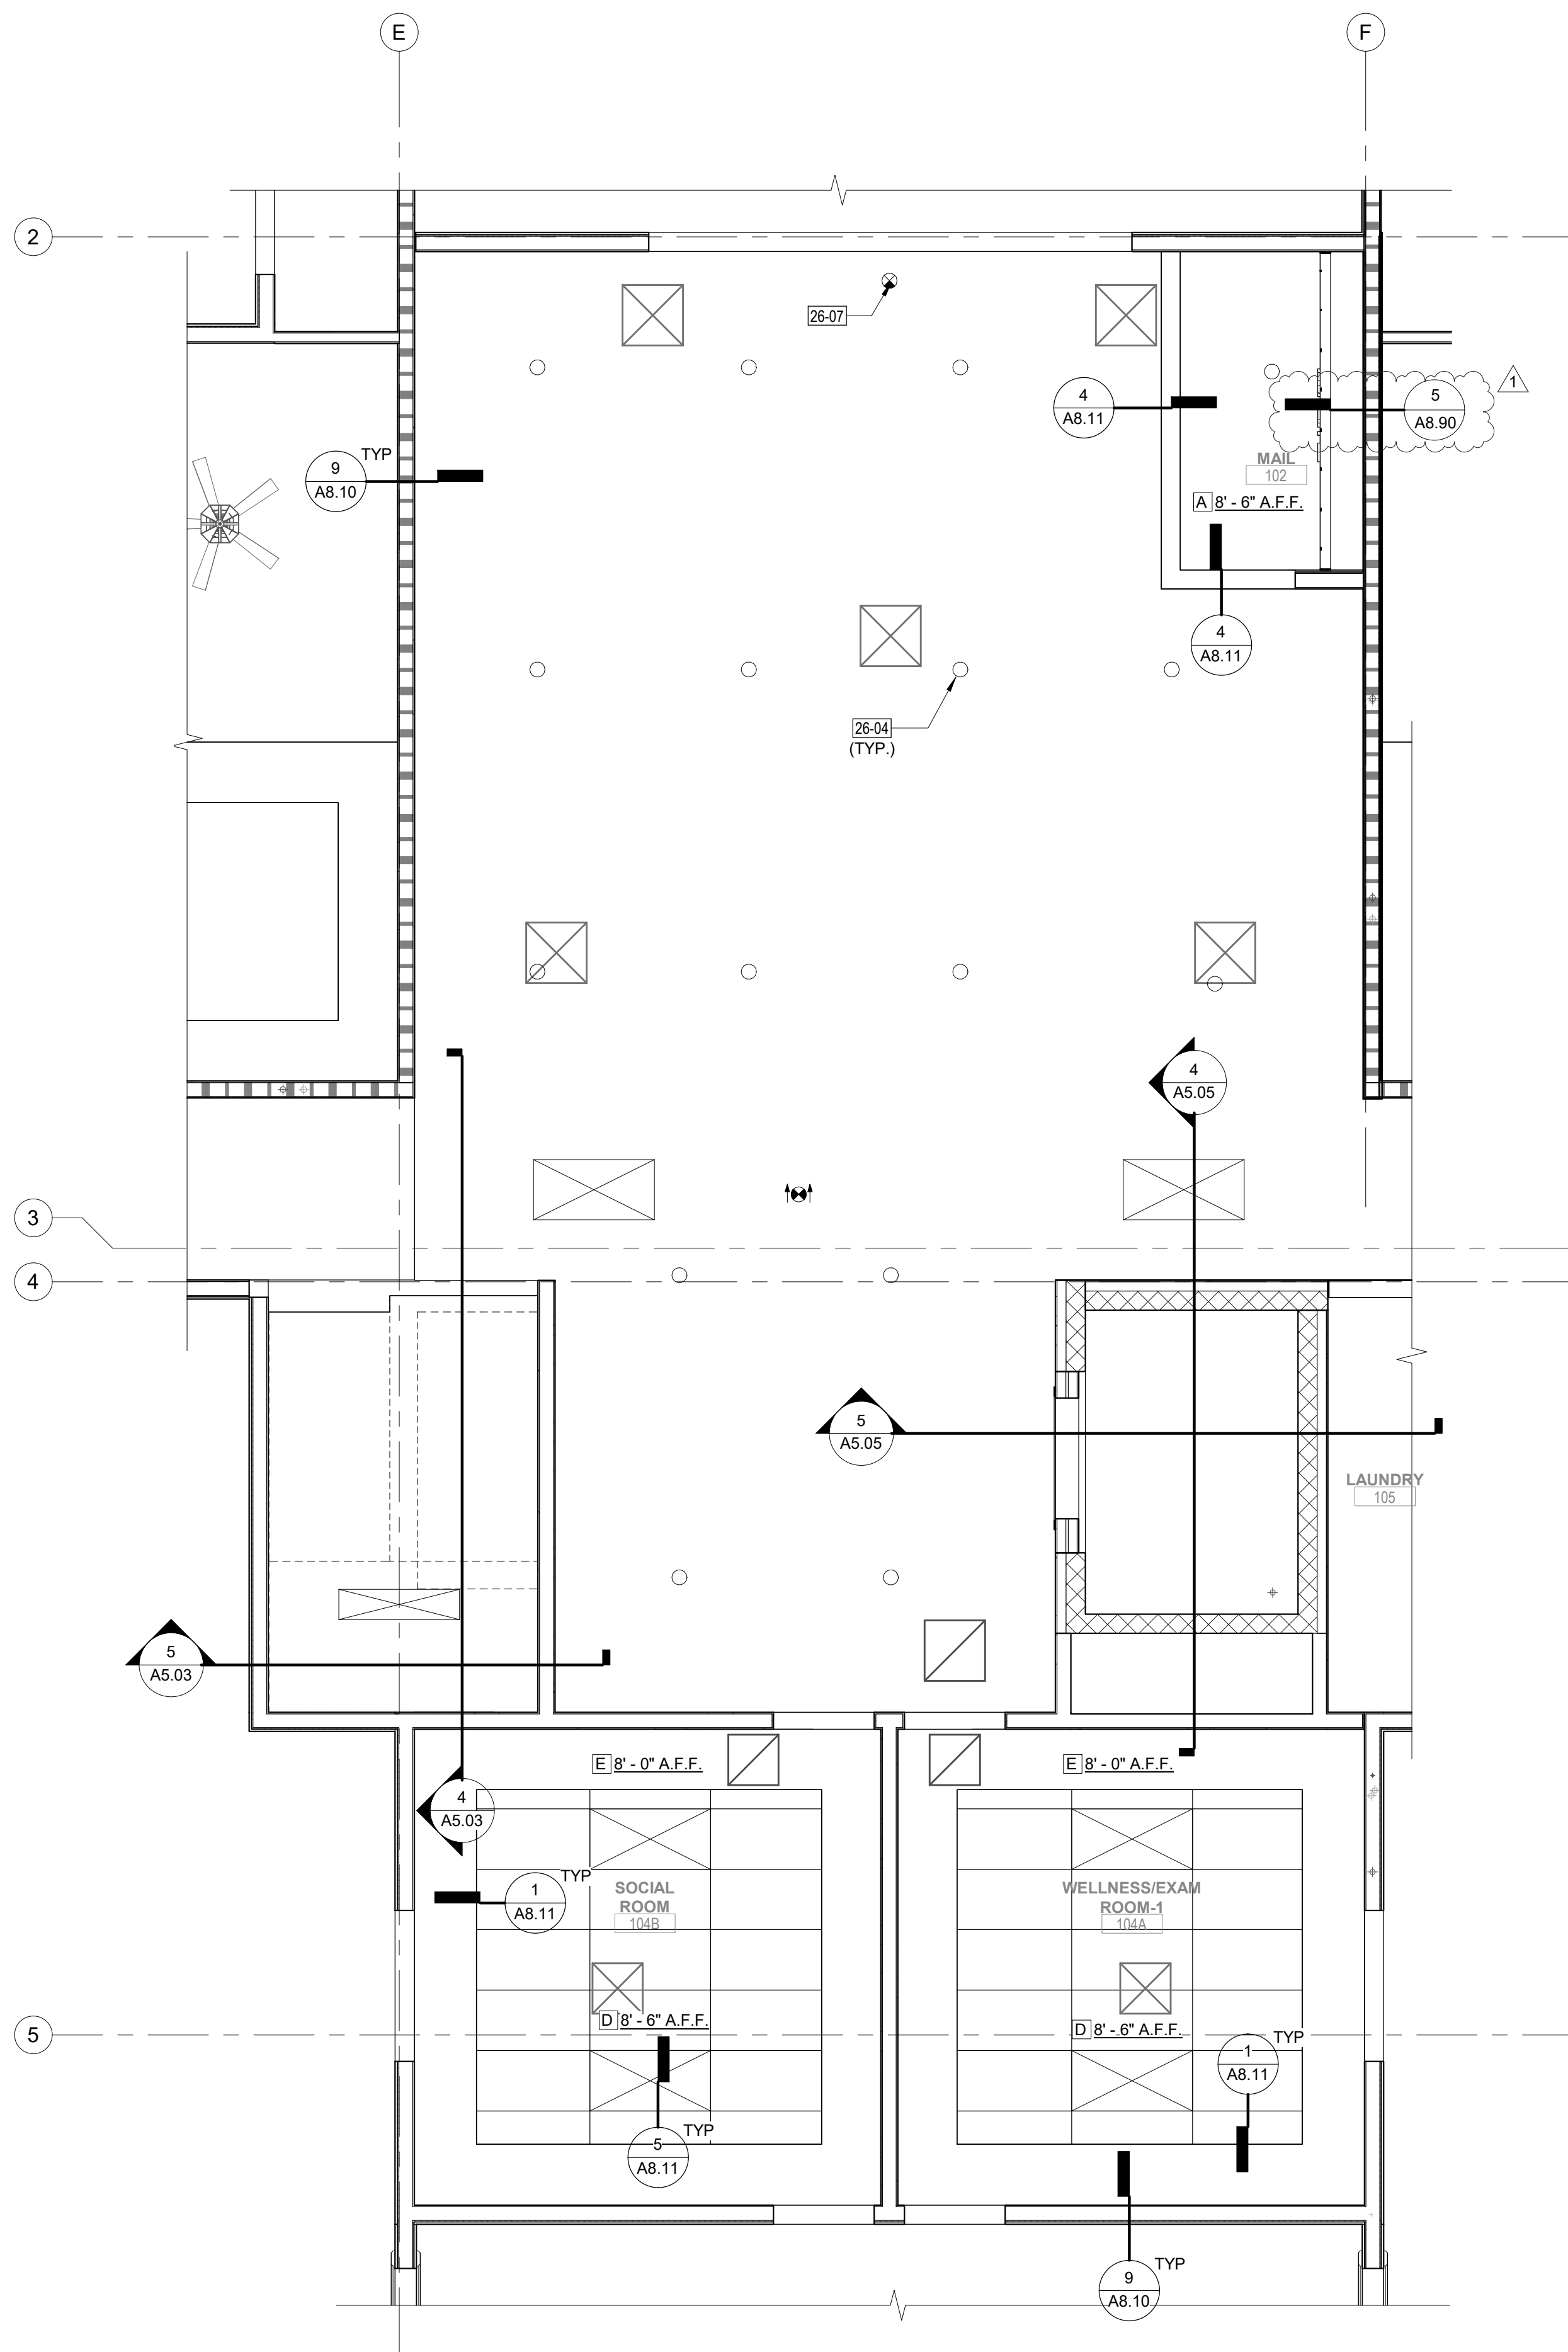 E
F
2
26-07
1
4
A8.11
5
A8.90
TYP
9
A8.10
MAIL
102
A 8' - 6" A.F.F.
4
A8.11
26-04
(TYP.)
4
A5.05
3
4
5
A5.05
LAUNDRY
105
5
A5.03
E 8' - 0" A.F.F.
E 8' - 0" A.F.F.
4
A5.03
TYP
1
A8.11
SOCIAL
ROOM
104B
WELLNESS/EXAM
ROOM-1
104A
D 8' - 6" A.F.F.
D 8' - 6" A.F.F.
5
TYP
1
A8.11
TYP
5
A8.11
TYP
9
A8.10